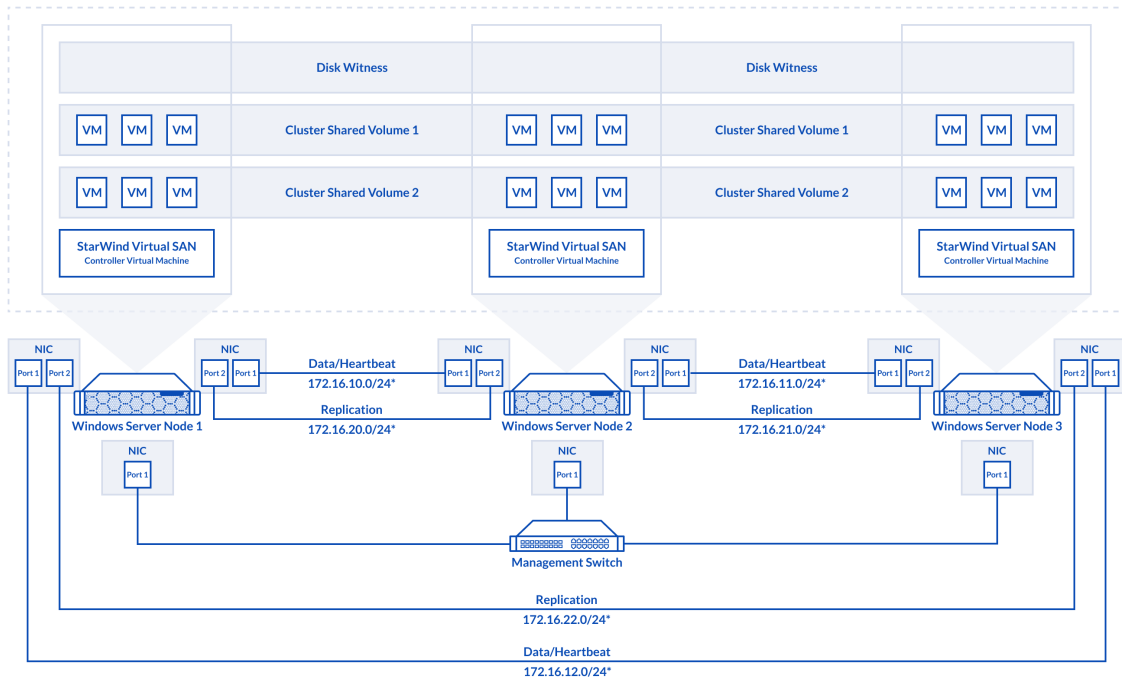 Disk Witness
Disk Witness
VM VM VM
Cluster Shared Volume 1
VM VM VM
Cluster Shared Volume 1
VM VM VM
VM VM VM
Cluster Shared Volume 2
VM VM VM
Cluster Shared Volume 2
VM VM VM
StarWind Virtual SAN
Controller Virtual Machine
StarWind Virtual SAN
Controller Virtual Machine
StarWind Virtual SAN
Controller Virtual Machine
NIC
Port 1 Port 2
NIC
Port 2 Port 1
Data/Heartbeat
172.16.10.0/24*
NIC
Port 1 Port 2
NIC
Port 2 Port 1
Data/Heartbeat
172.16.11.0/24*
NIC
Port 1 Port 2
NIC
Port 2 Port 1
Replication
172.16.20.0/24*
Replication
172.16.21.0/24*
Windows Server Node 1
Windows Server Node 2
Windows Server Node 3
NIC
Port 1
NIC
Port 1
NIC
Port 1
Management Switch
Replication
172.16.22.0/24*
Data/Heartbeat
172.16.12.0/24*